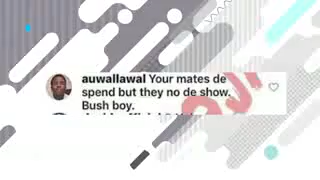 auwallawal Your mates de
spend but they no de show.
Bush boy.